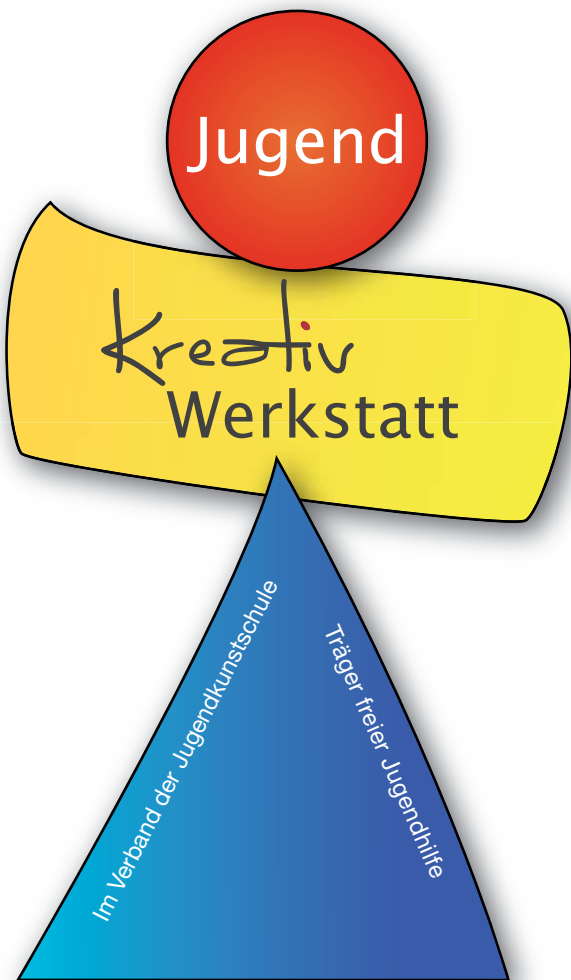 Jugend
Kreativ
Werkstatt
Im Verband der Jugendkunstschule
Träger freier Jugendhilfe